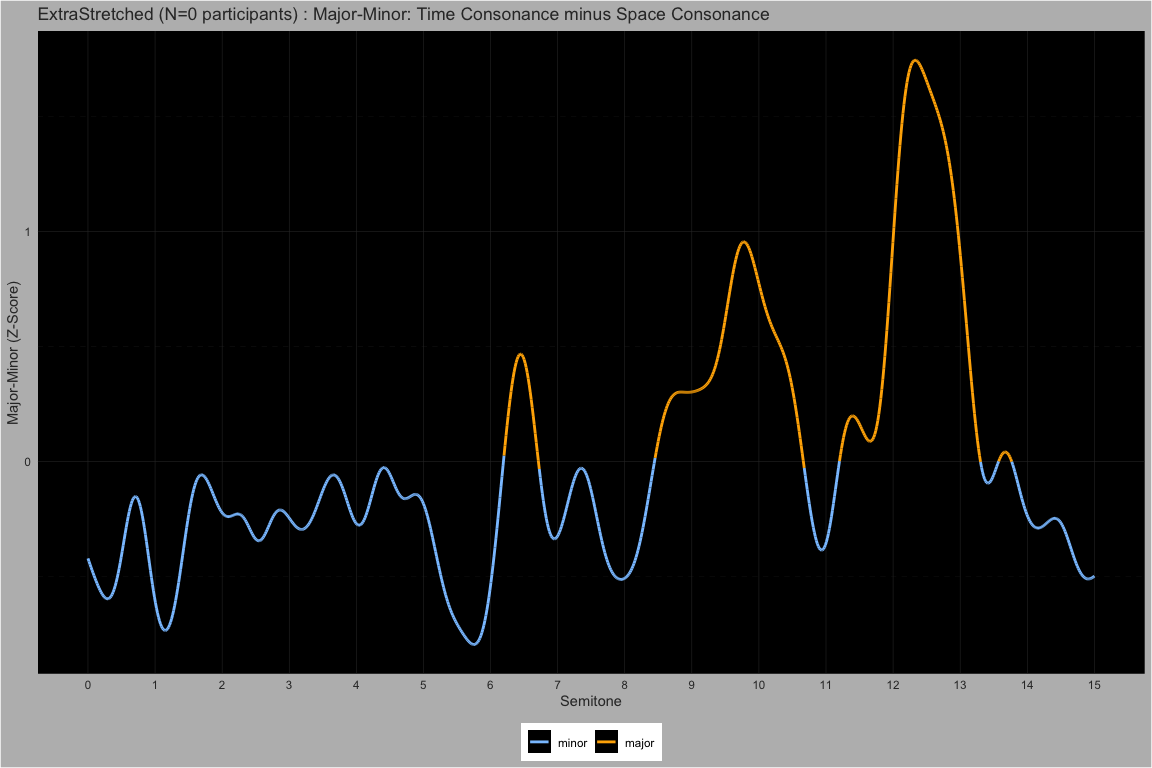 ExtraStretched (N=0 participants) : Major-Minor: Time Consonance minus Space Consonance
Major-Minor (Z-Score)
1
0
0 1 2 3 4 5 6 7 8 9 10 11 12 13 14 15
Semitone
minor major